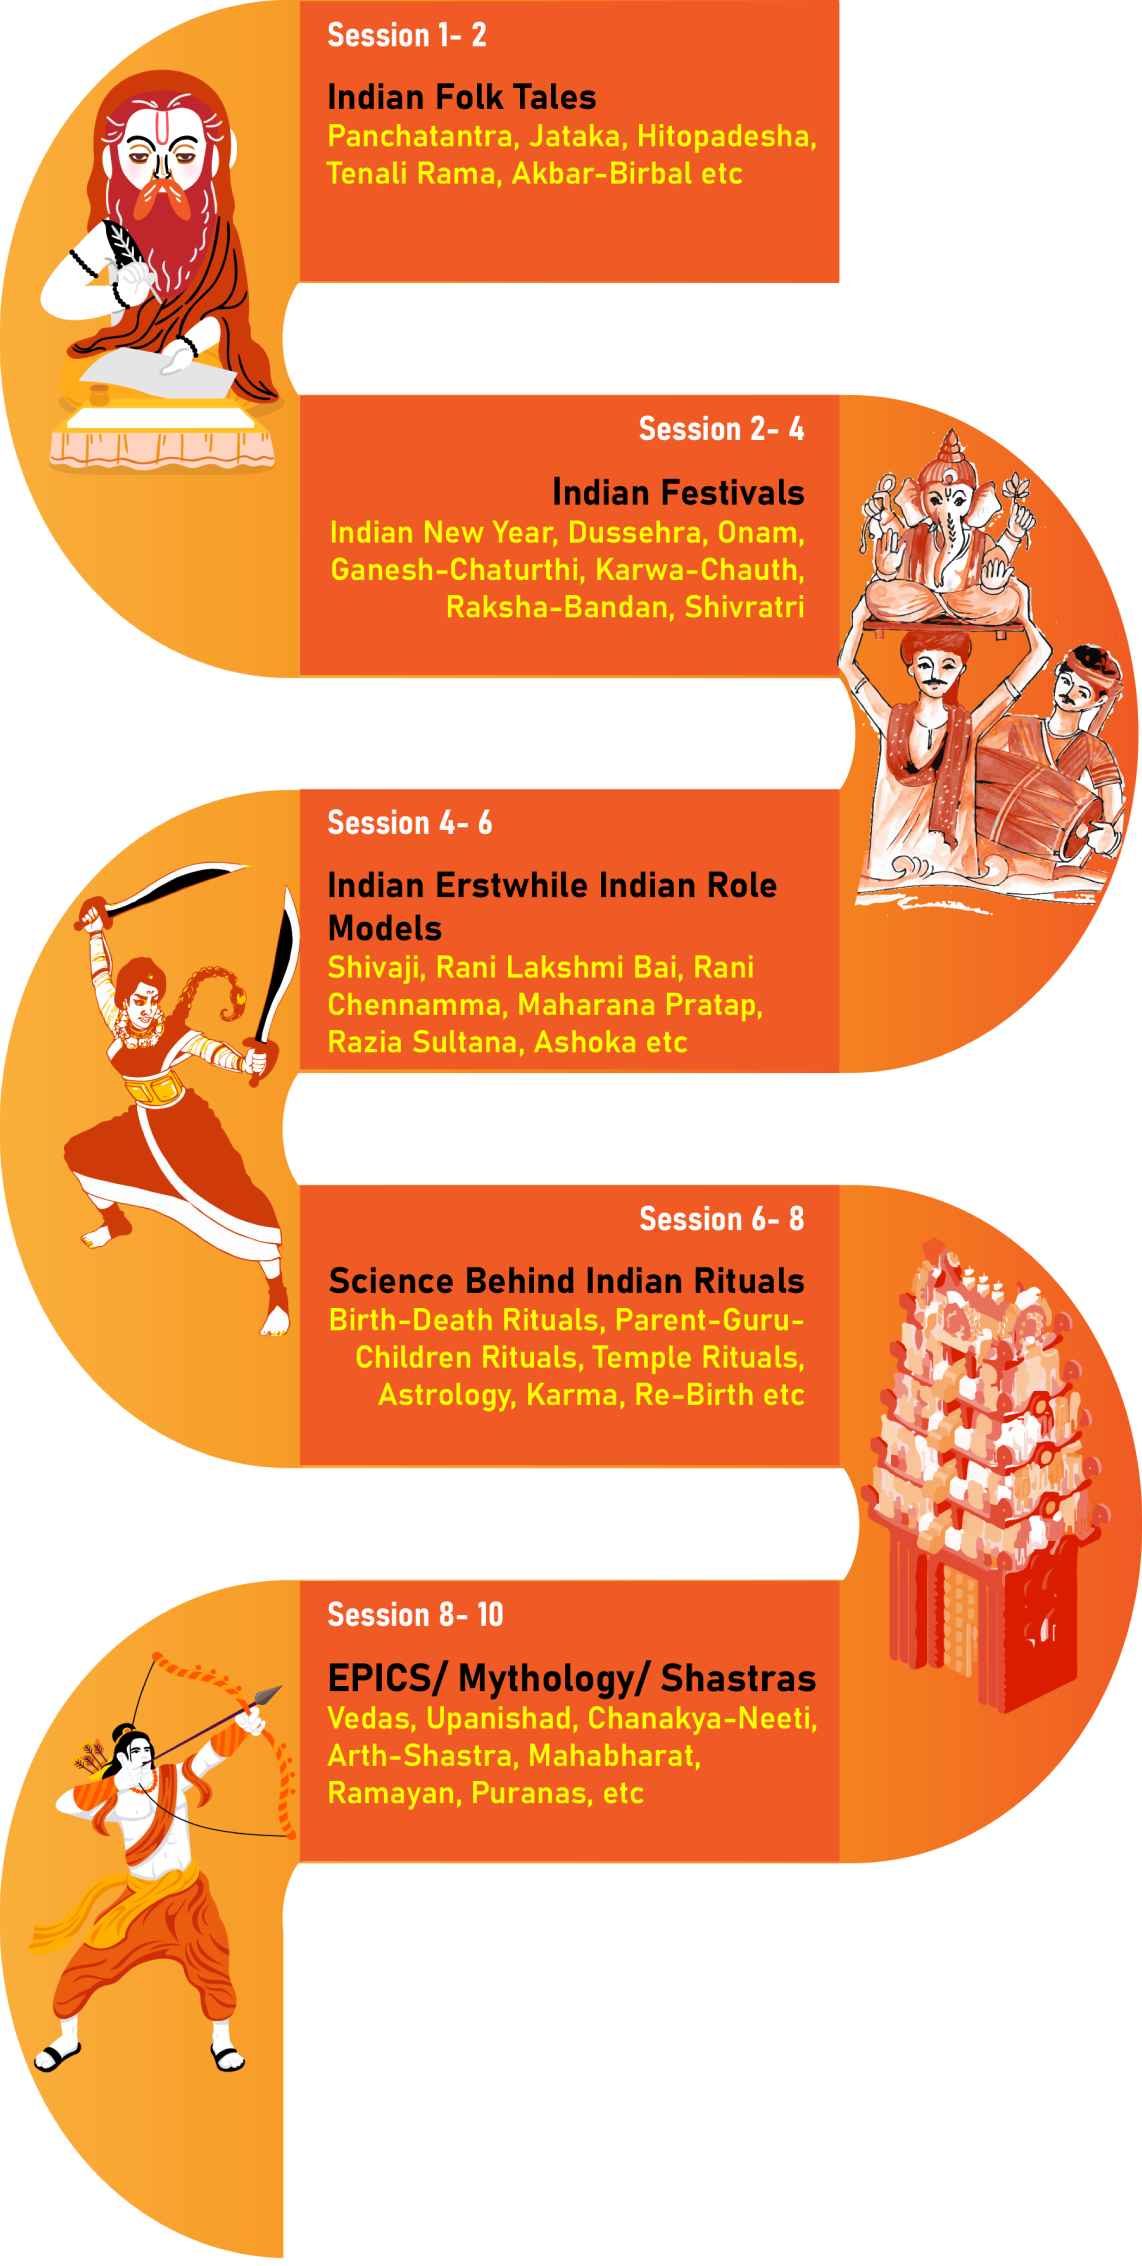 Session 1- 2
Indian Folk Tales
Panchatantra, Jataka, Hitopadesha,
Tenali Rama, Akbar-Birbal etc
Session 2- 4
Indian Festivals
Indian New Year, Dussehra, Onam,
Ganesh-Chaturthi, Karwa-Chauth,
Raksha-Bandan, Shivratri
Session 4- 6
Indian Erstwhile Indian Role
Models
Shivaji, Rani Lakshmi Bai, Rani
Chennamma, Maharana Pratap,
Razia Sultana, Ashoka etc
Session 6- 8
Science Behind Indian Rituals
Birth-Death Rituals, Parent-Guru-
Children Rituals, Temple Rituals,
Astrology, Karma, Re-Birth etc
Session 8- 10
EPICS/ Mythology/ Shastras
Vedas, Upanishad, Chanakya-Neeti,
Arth-Shastra, Mahabharat,
Ramayan, Puranas, etc